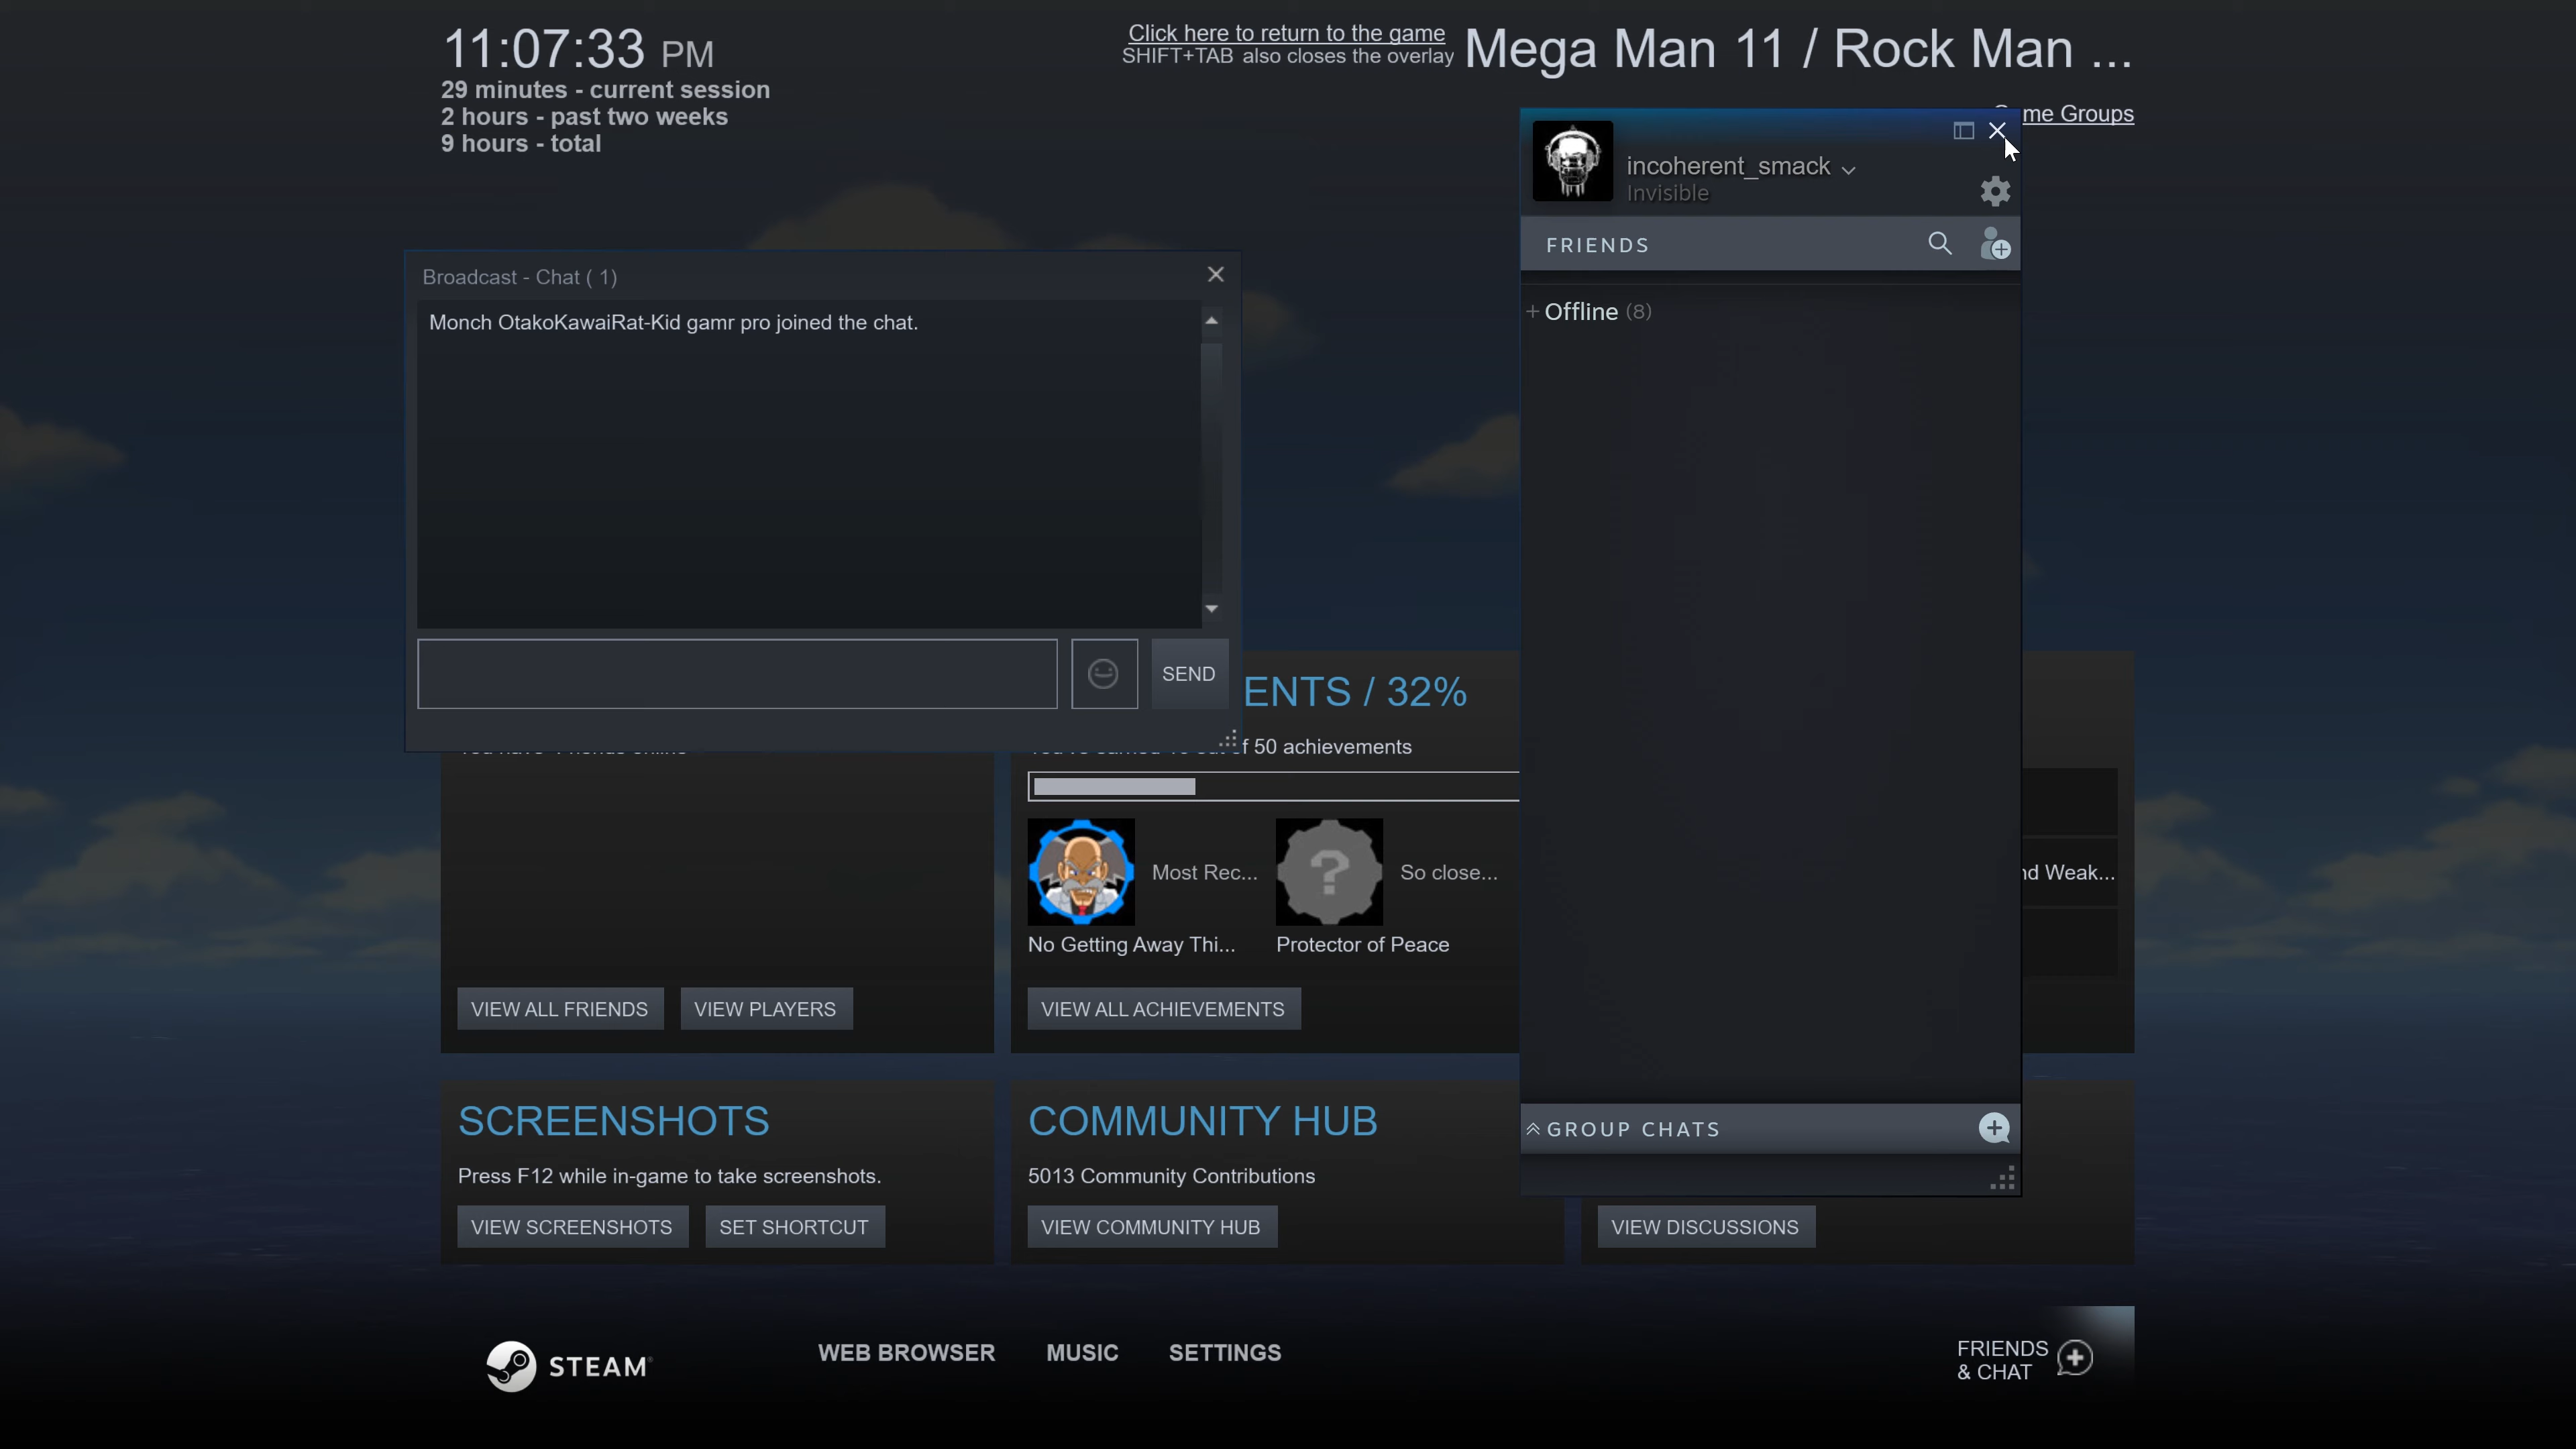 11:07:33 PM
29 minutes - current session
2 hours - past two weeks
9 hours - total
Click here to return to the game
SHIFT+TAB also closes the overlay
Mega Man 11 / Rock Man ...
me Groups
incoherent_smack
Invisible
FRIENDS
+ Offline (8)
Broadcast - Chat ( 1)
Monch OtakoKawaiRat-Kid gamr pro joined the chat.
SEND
ENTS / 32%
of 50 achievements
Most Rec...
So close...
No Getting Away Thi...
Protector of Peace
nd Weak...
VIEW ALL FRIENDS
VIEW PLAYERS
VIEW ALL ACHIEVEMENTS
GROUP CHATS
SCREENSHOTS
Press F12 while in-game to take screenshots.
VIEW SCREENSHOTS
SET SHORTCUT
COMMUNITY HUB
5013 Community Contributions
VIEW COMMUNITY HUB
VIEW DISCUSSIONS
STEAM
WEB BROWSER
MUSIC
SETTINGS
FRIENDS
& CHAT